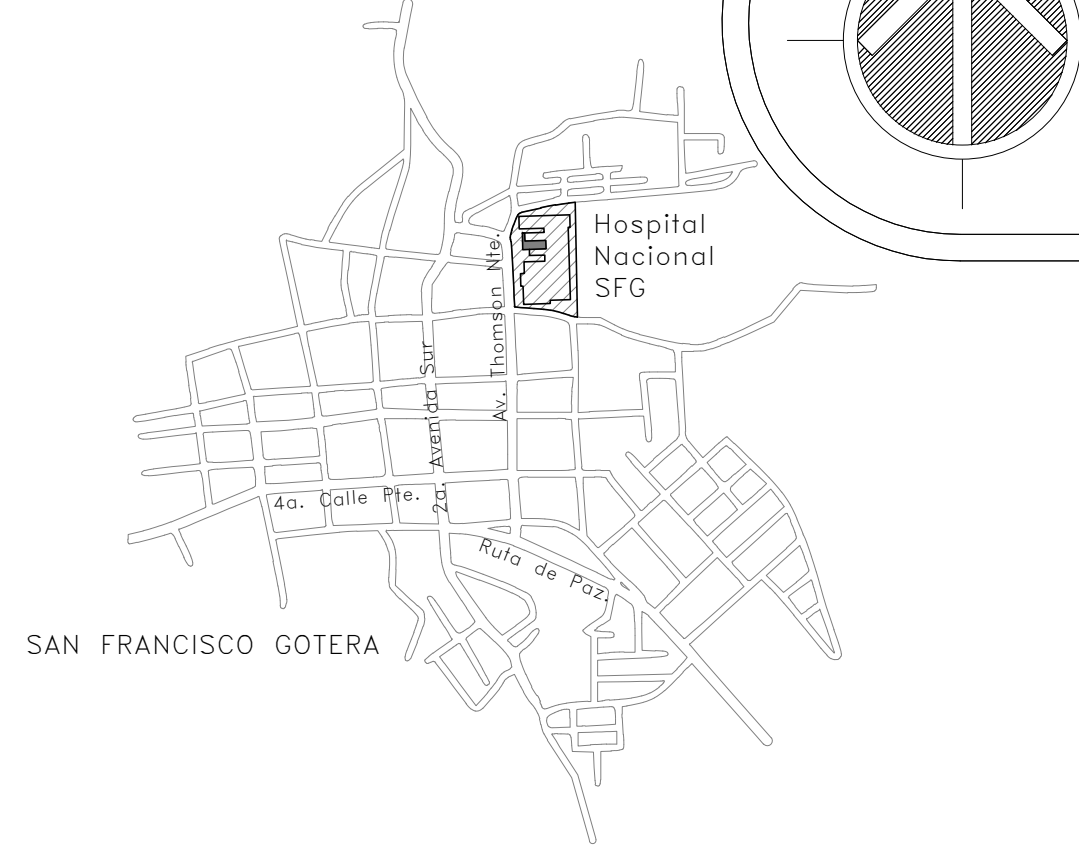 Hospital
Nacional
SFG
Av. Thomson Nte.
2a. Avenida Sur
4a. Calle Pte.
Ruta de Paz.
SAN FRANCISCO GOTERA